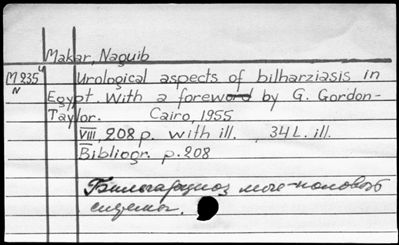 Makar, Naguib
M 2354 Urological aspects of bilharziasis in
N Egypt. With a foreword by G. Gordon-
Taylor. Cairo, 1955
VIII, 208 p. with ill. 34 L. ill.
Bibliogr. p. 208
Бильгарциоз моче-половой
системы.